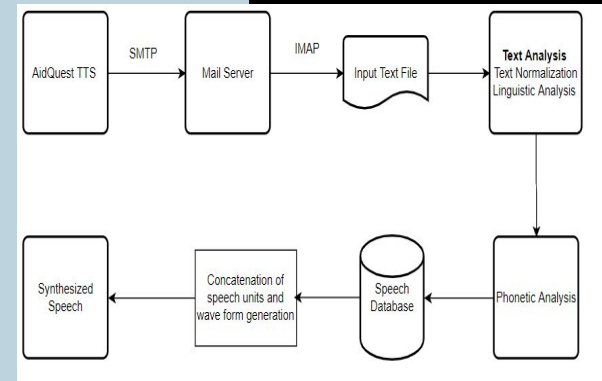 AidQuest TTS
SMTP
Mail Server
IMAP
Input Text File
Text Analysis
Text Normalization
Linguistic Analysis
Phonetic Analysis
Speech
Database
Concatenation of
speech units and
wave form generation
Synthesized
Speech